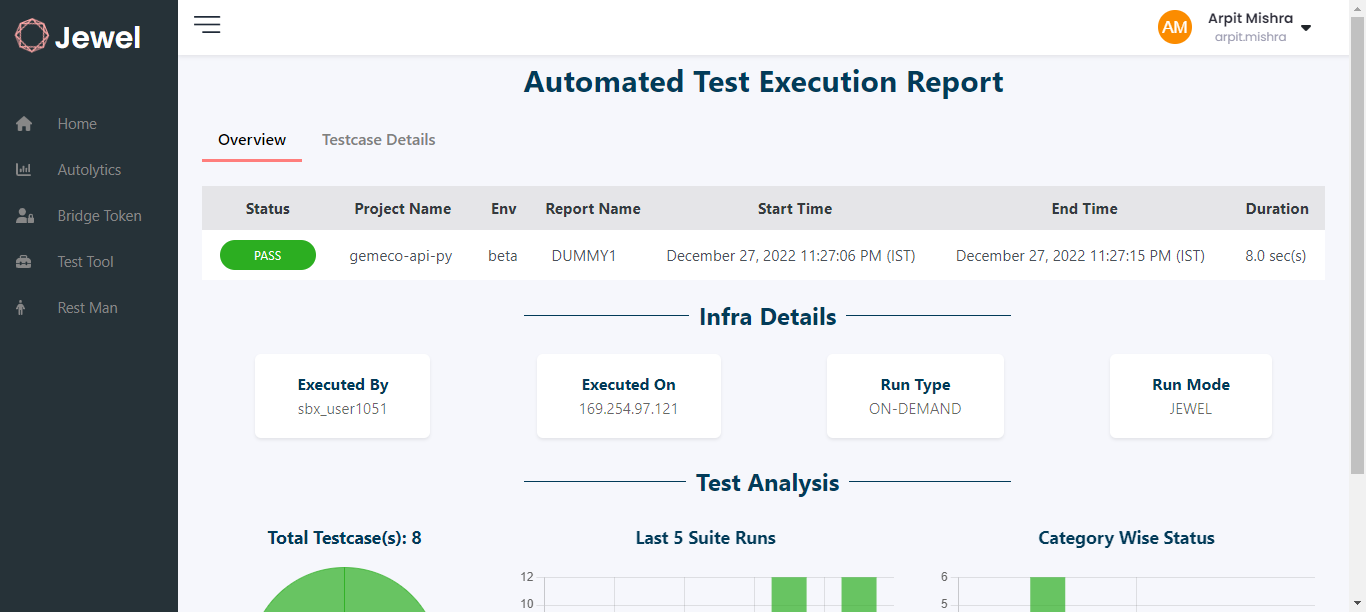 Jewel
AM
Arpit Mishra
arpit.mishra
Home
Autolytics
Bridge Token
Test Tool
Rest Man
Automated Test Execution Report
Overview Testcase Details
Status Project Name Env Report Name Start Time End Time Duration
PASS gemeco-api-py beta DUMMY1 December 27, 2022 11:27:06 PM (IST) December 27, 2022 11:27:15 PM (IST) 8.0 sec(s)
Infra Details
Executed By Executed On Run Type Run Mode
sbx_user1051 169.254.97.121 ON-DEMAND JEWEL
Test Analysis
Total Testcase(s): 8 Last 5 Suite Runs Category Wise Status
12 6
10 5